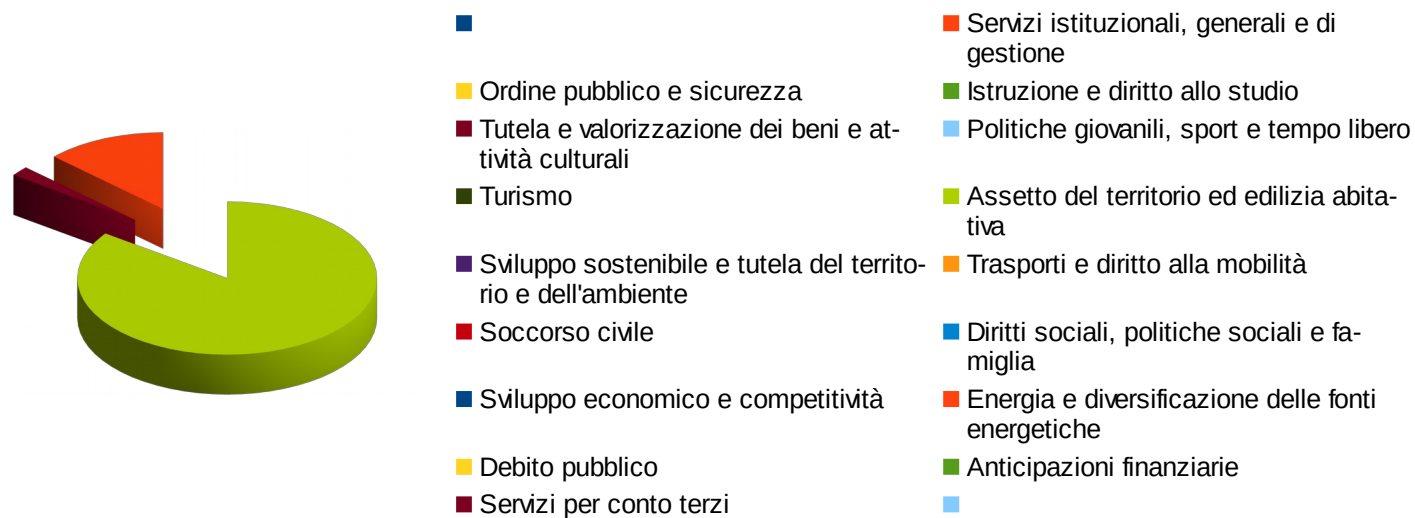 Servizi istituzionali, generali e di
gestione
Ordine pubblico e sicurezza
Istruzione e diritto allo studio
Tutela e valorizzazione dei beni e at-
tività culturali
Politiche giovanili, sport e tempo libero
Turismo
Assetto del territorio ed edilizia abita-
tiva
Sviluppo sostenibile e tutela del territo-
rio e dell'ambiente
Trasporti e diritto alla mobilità
Soccorso civile
Diritti sociali, politiche sociali e fa-
miglia
Sviluppo economico e competitività
Energia e diversificazione delle fonti
energetiche
Debito pubblico
Anticipazioni finanziarie
Servizi per conto terzi